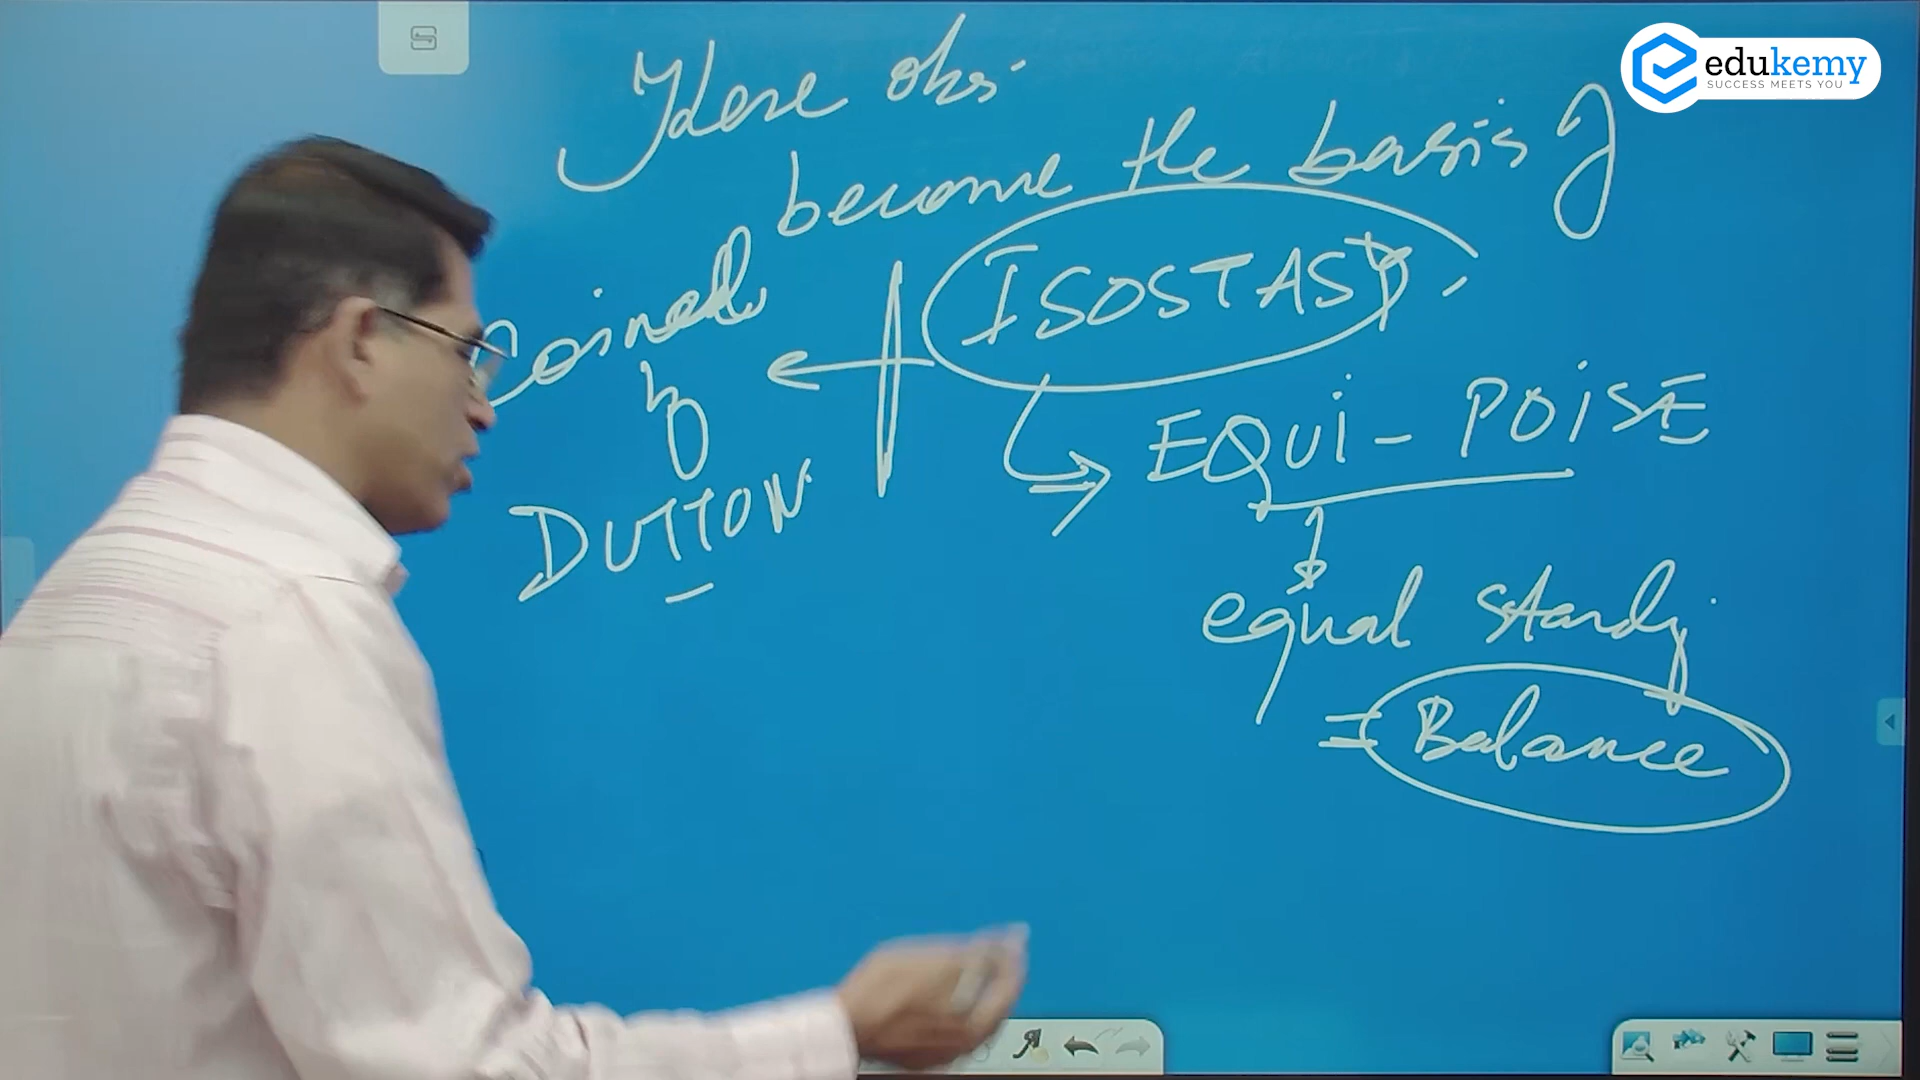 edukemy
SUCCESS MEETS YOU
These obs.
become the basis of
ISOSTASY.
Coined
by
DUTTON
EQUI - POISE
equal standing
= Balance